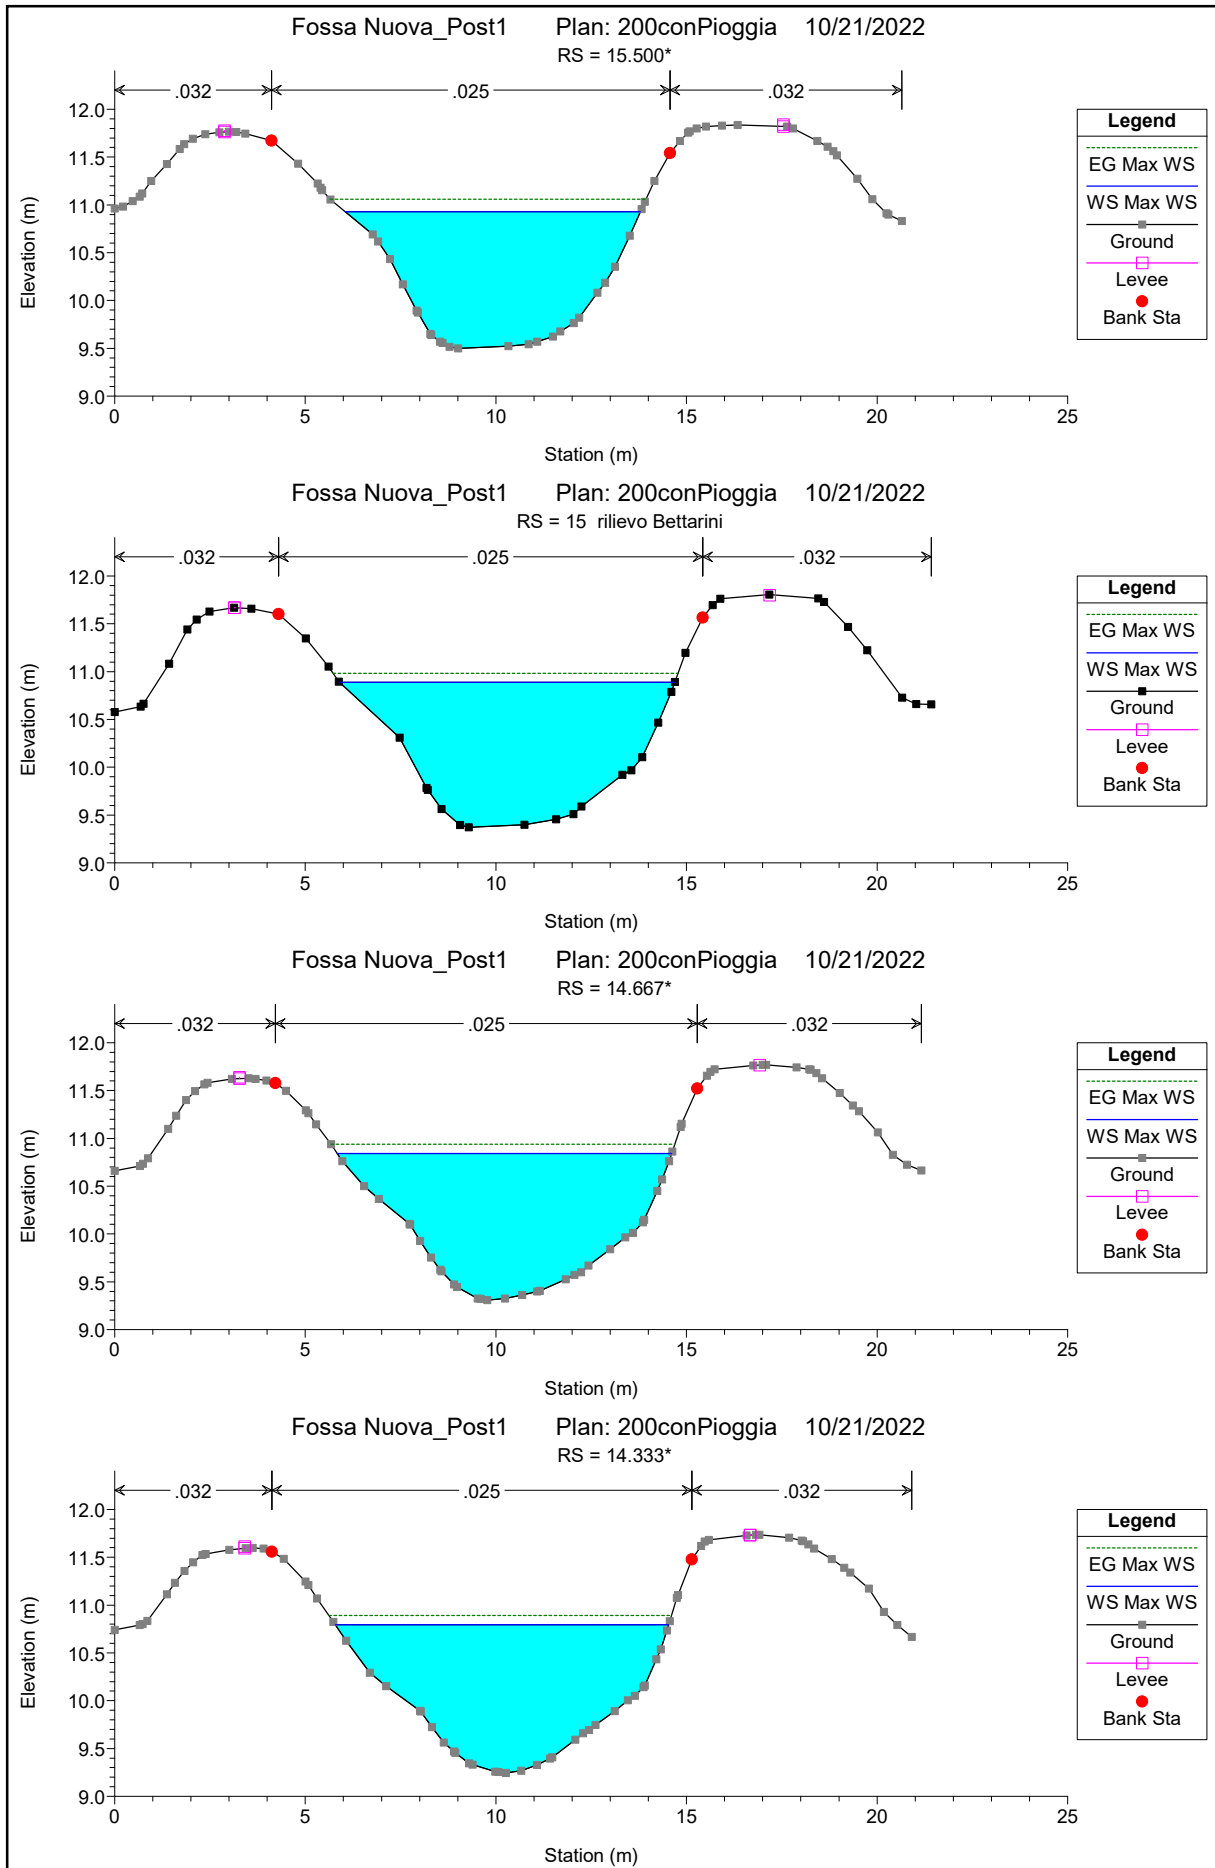 Fossa Nuova_Post1 Plan: 200conPioggia 10/21/2022
RS = 15.500*
.032 .025 .032
12.0
11.5
11.0
10.5
10.0
9.5
9.0
Elevation (m)
0 5 10 15 20 25
Station (m)
Legend
EG Max WS
WS Max WS
Ground
Levee
Bank Sta
Fossa Nuova_Post1 Plan: 200conPioggia 10/21/2022
RS = 15 rilievo Bettarini
.032 .025 .032
12.0
11.5
11.0
10.5
10.0
9.5
9.0
Elevation (m)
0 5 10 15 20 25
Station (m)
Legend
EG Max WS
WS Max WS
Ground
Levee
Bank Sta
Fossa Nuova_Post1 Plan: 200conPioggia 10/21/2022
RS = 14.667*
.032 .025 .032
12.0
11.5
11.0
10.5
10.0
9.5
9.0
Elevation (m)
0 5 10 15 20 25
Station (m)
Legend
EG Max WS
WS Max WS
Ground
Levee
Bank Sta
Fossa Nuova_Post1 Plan: 200conPioggia 10/21/2022
RS = 14.333*
.032 .025 .032
12.0
11.5
11.0
10.5
10.0
9.5
9.0
Elevation (m)
0 5 10 15 20 25
Station (m)
Legend
EG Max WS
WS Max WS
Ground
Levee
Bank Sta